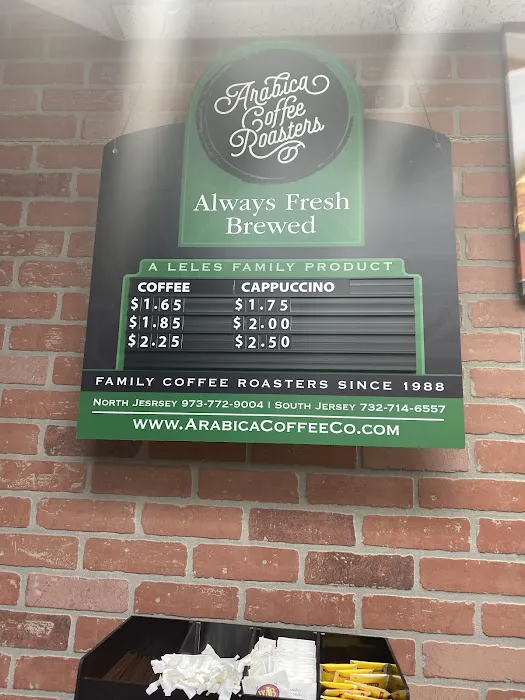 Arabica
Coffee
Roasters
Always Fresh
Brewed
A LELES FAMILY PRODUCT
COFFEE CAPPUCCINO
$1.65 $1.75
$1.85 $2.00
$2.25 $2.50
FAMILY COFFEE ROASTERS SINCE 1988
NORTH JESRSEY 973-772-9004 | SOUTH JERSEY 732-714-6557
WWW.ARABICACOFFEECO.COM